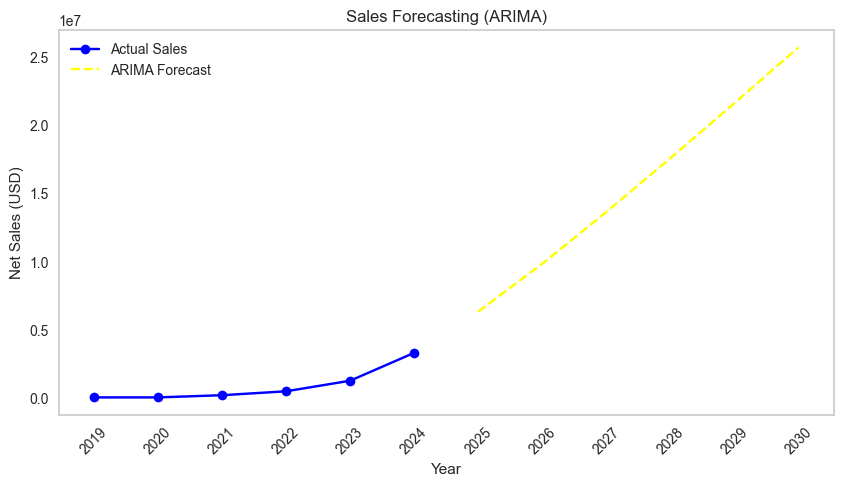 Sales Forecasting (ARIMA)
1e7
Actual Sales
ARIMA Forecast
2.5
2.0
1.5
1.0
0.5
0.0
Net Sales (USD)
2019 2020 2021 2022 2023 2024 2025 2026 2027 2028 2029 2030
Year